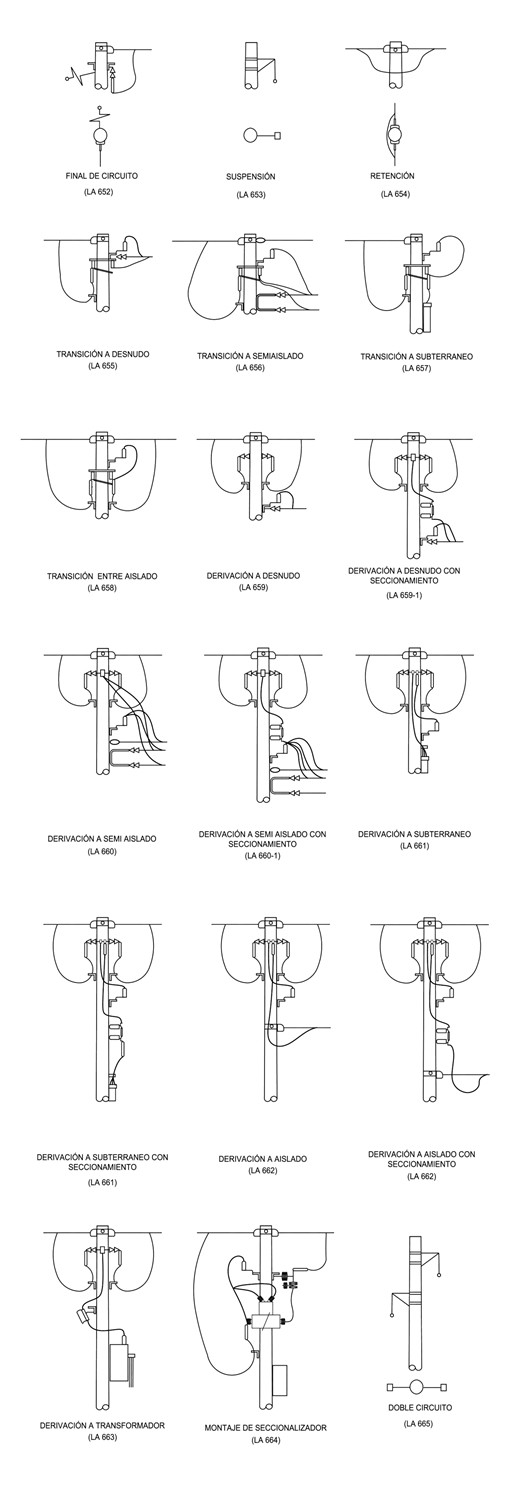 FINAL DE CIRCUITO
(LA 652)
SUSPENSIÓN
(LA 653)
RETENCIÓN
(LA 654)
TRANSICIÓN A DESNUDO
(LA 655)
TRANSICIÓN A SEMIAISLADO
(LA 656)
TRANSICIÓN A SUBTERRANEO
(LA 657)
TRANSICIÓN ENTRE AISLADO
(LA 658)
DERIVACIÓN A DESNUDO
(LA 659)
DERIVACIÓN A DESNUDO CON
SECCIONAMIENTO
(LA 659-1)
DERIVACIÓN A SEMI AISLADO
(LA 660)
DERIVACIÓN A SEMI AISLADO CON
SECCIONAMIENTO
(LA 660-1)
DERIVACIÓN A SUBTERRANEO
(LA 661)
DERIVACIÓN A SUBTERRANEO CON
SECCIONAMIENTO
(LA 661)
DERIVACIÓN A AISLADO
(LA 662)
DERIVACIÓN A AISLADO CON
SECCIONAMIENTO
(LA 662)
DERIVACIÓN A TRANSFORMADOR
(LA 663)
MONTAJE DE SECCIONALIZADOR
(LA 664)
DOBLE CIRCUITO
(LA 665)